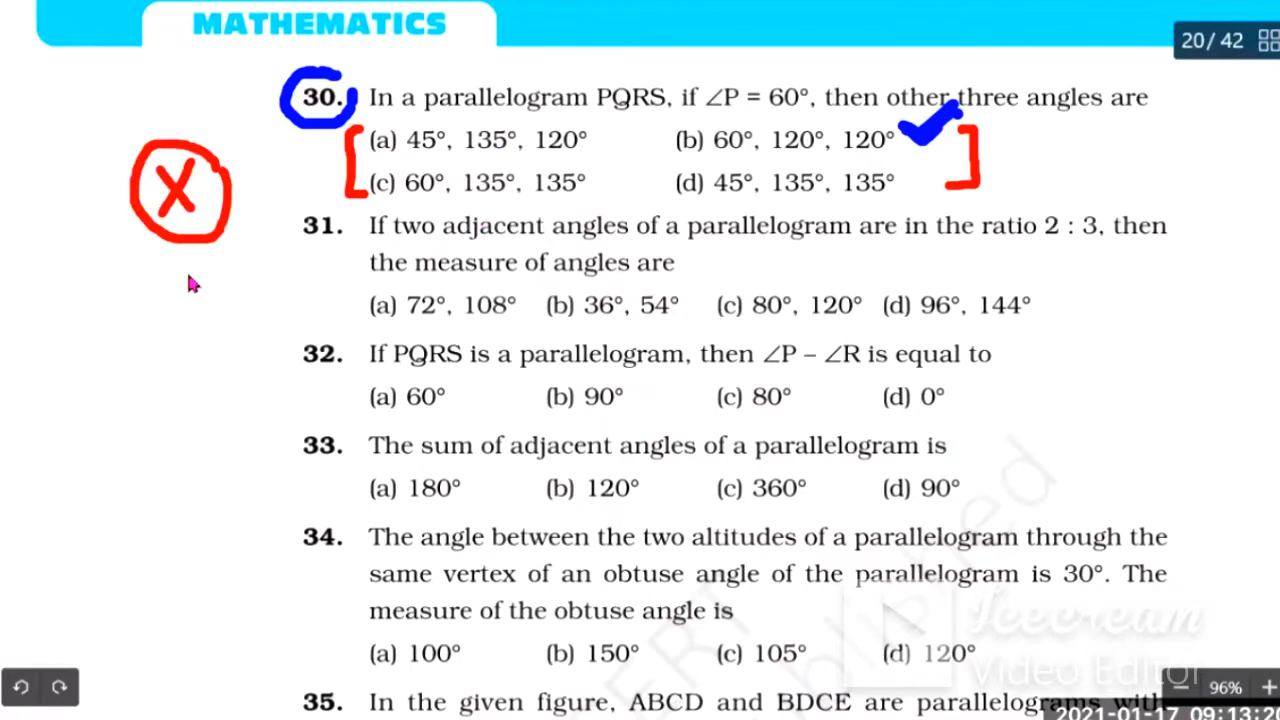 MATHEMATICS
20/ 42
30. In a parallelogram PQRS, if ∠P = 60°, then other three angles are
(a) 45°, 135°, 120° (b) 60°, 120°, 120°
(c) 60°, 135°, 135° (d) 45°, 135°, 135°
X
31. If two adjacent angles of a parallelogram are in the ratio 2 : 3, then
the measure of angles are
(a) 72°, 108° (b) 36°, 54° (c) 80°, 120° (d) 96°, 144°
32. If PQRS is a parallelogram, then ∠P – ∠R is equal to
(a) 60° (b) 90° (c) 80° (d) 0°
33. The sum of adjacent angles of a parallelogram is
(a) 180° (b) 120° (c) 360° (d) 90°
34. The angle between the two altitudes of a parallelogram through the
same vertex of an obtuse angle of the parallelogram is 30°. The
measure of the obtuse angle is
(a) 100° (b) 150° (c) 105° (d) 120°
Icecream
Video Editor
96%
35. In the given figure, ABCD and BDCE are parallelograms with
2021-01-17 09:13:20